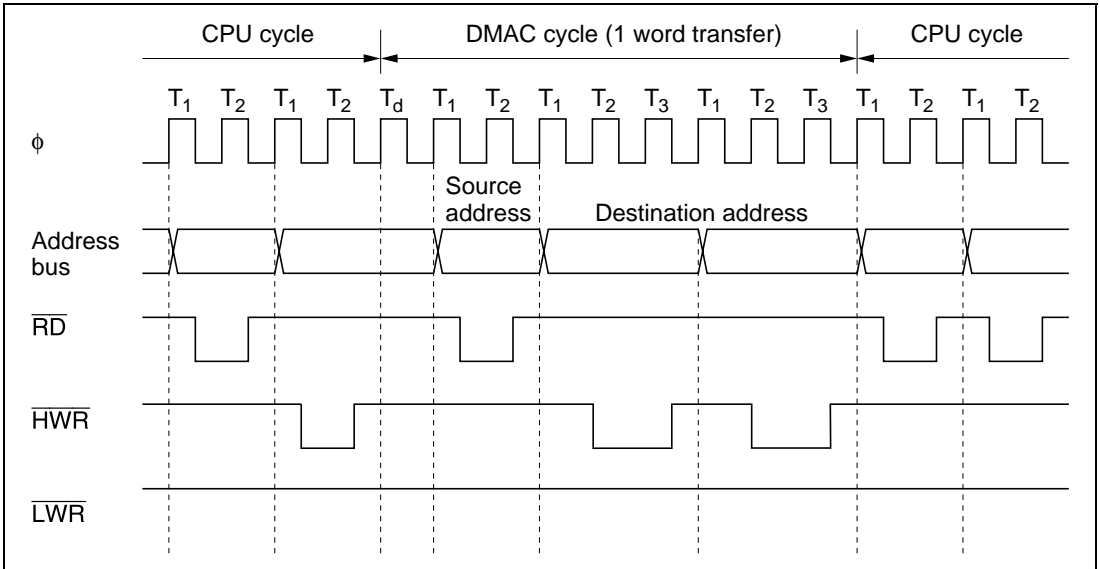 CPU cycle DMAC cycle (1 word transfer) CPU cycle
T1 T2 T1 T2 Td T1 T2 T1 T2 T3 T1 T2 T3 T1 T2 T1 T2
ϕ
Source
address Destination address
Address
bus
RD
HWR
LWR